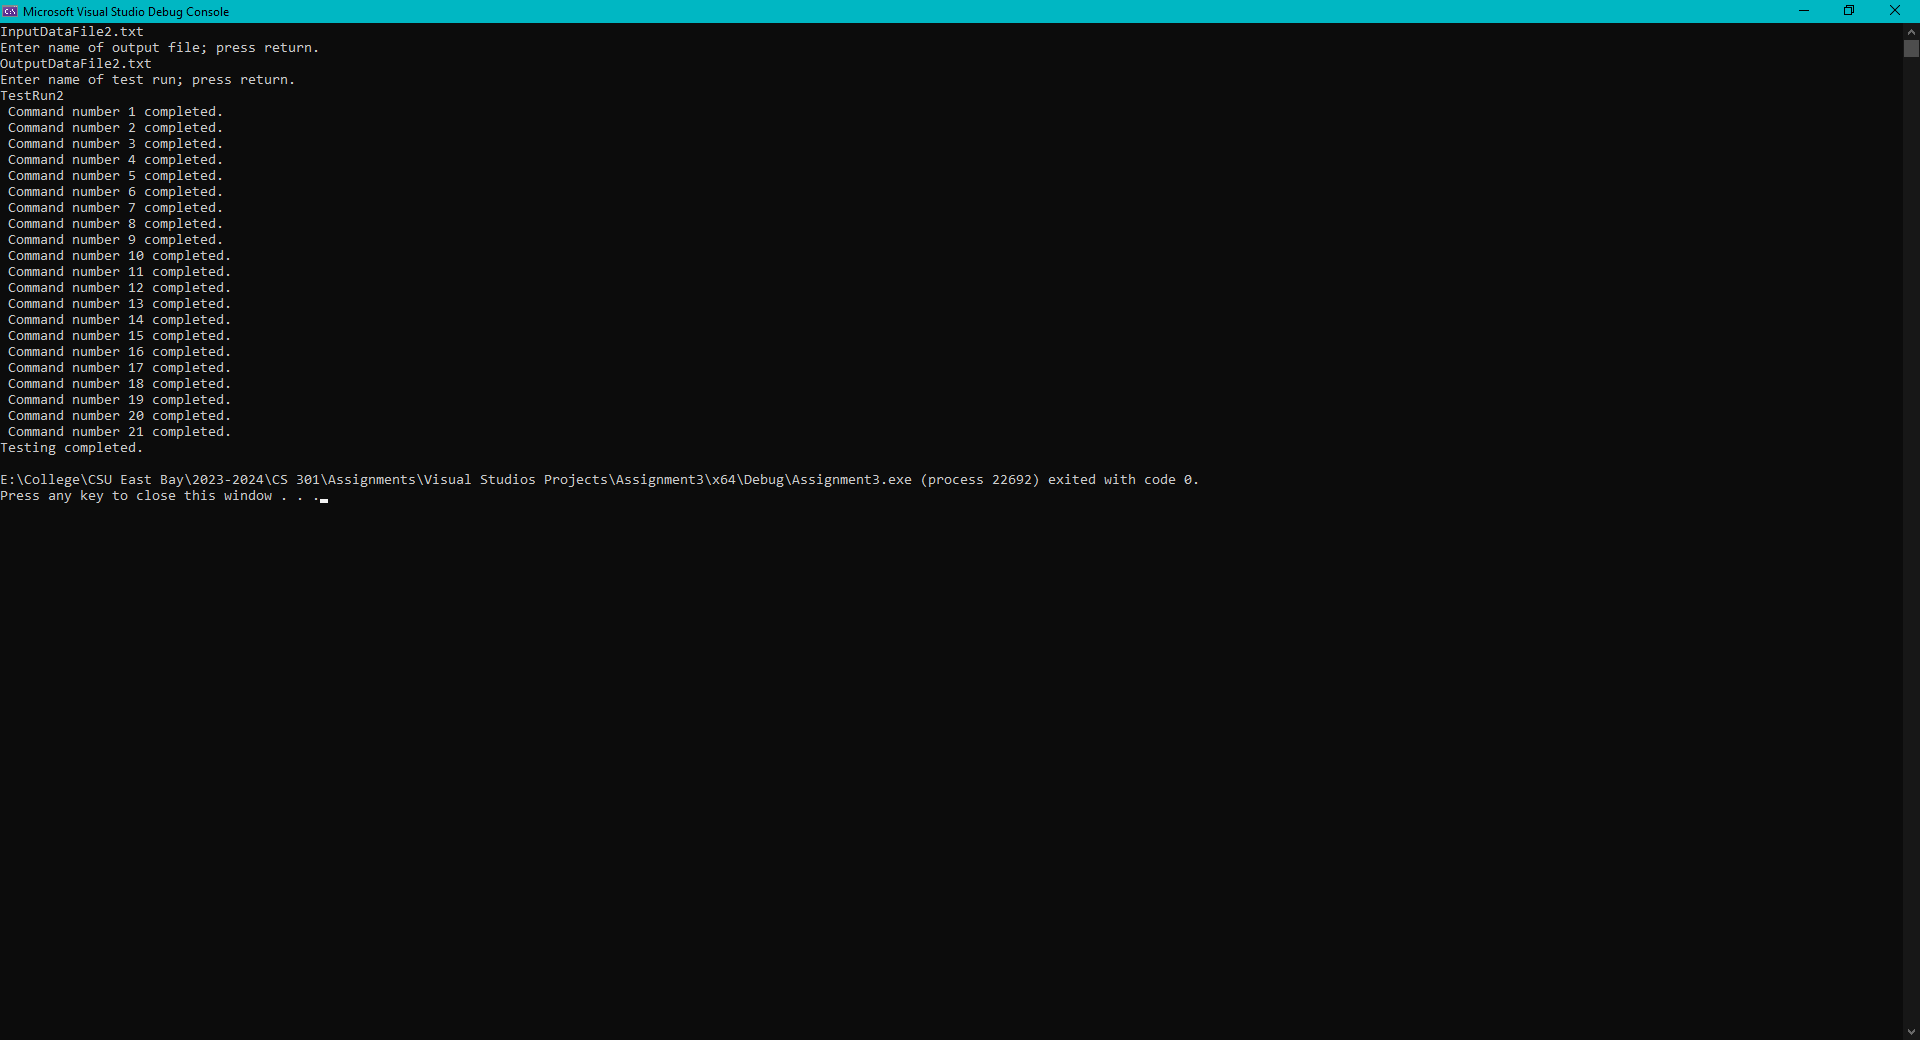 Microsoft Visual Studio Debug Console
InputDataFile2.txt
Enter name of output file; press return.
OutputDataFile2.txt
Enter name of test run; press return.
TestRun2
Command number 1 completed.
Command number 2 completed.
Command number 3 completed.
Command number 4 completed.
Command number 5 completed.
Command number 6 completed.
Command number 7 completed.
Command number 8 completed.
Command number 9 completed.
Command number 10 completed.
Command number 11 completed.
Command number 12 completed.
Command number 13 completed.
Command number 14 completed.
Command number 15 completed.
Command number 16 completed.
Command number 17 completed.
Command number 18 completed.
Command number 19 completed.
Command number 20 completed.
Command number 21 completed.
Testing completed.
E:\College\CSU East Bay\2023-2024\CS 301\Assignments\Visual Studios Projects\Assignment3\x64\Debug\Assignment3.exe (process 22692) exited with code 0.
Press any key to close this window . . .